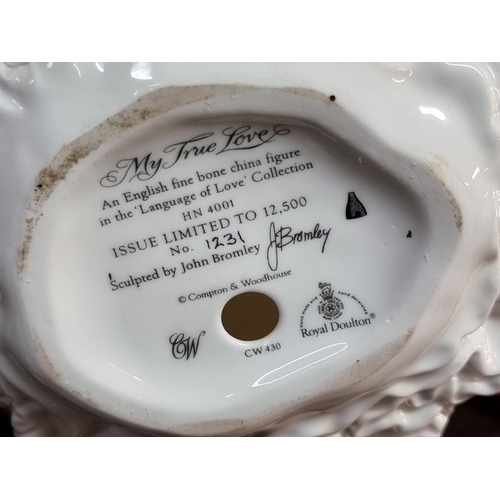 My True Love
An English fine bone china figure
in the 'Language of Love' Collection
HN 4001
ISSUE LIMITED TO 12,500
No. 1231
Sculpted by John Bromley JBromley
© Compton & Woodhouse
CW
CW 430
Royal Doulton®